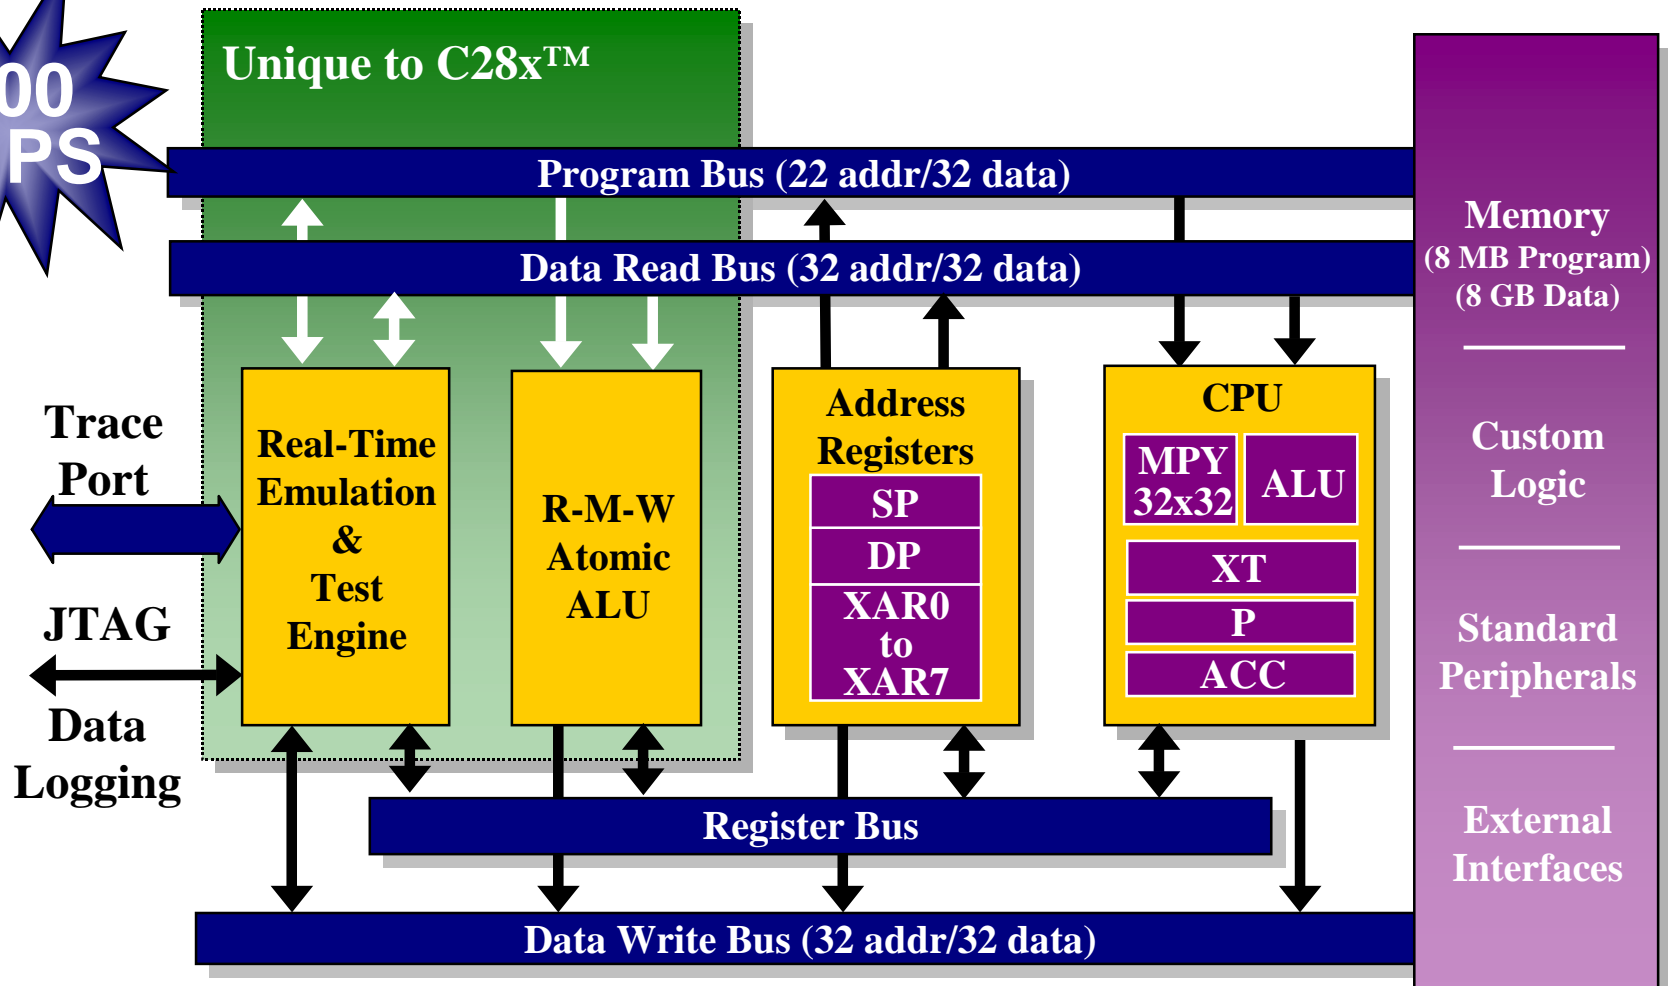 00
PS
Unique to C28x™
Program Bus (22 addr/32 data)
Data Read Bus (32 addr/32 data)
Trace
Port
JTAG
Data
Logging
Real-Time
Emulation
&
Test
Engine
R-M-W
Atomic
ALU
Address
Registers
SP
DP
XAR0
to
XAR7
CPU
MPY
32x32
ALU
XT
P
ACC
Register Bus
Data Write Bus (32 addr/32 data)
Memory
(8 MB Program)
(8 GB Data)
Custom
Logic
Standard
Peripherals
External
Interfaces